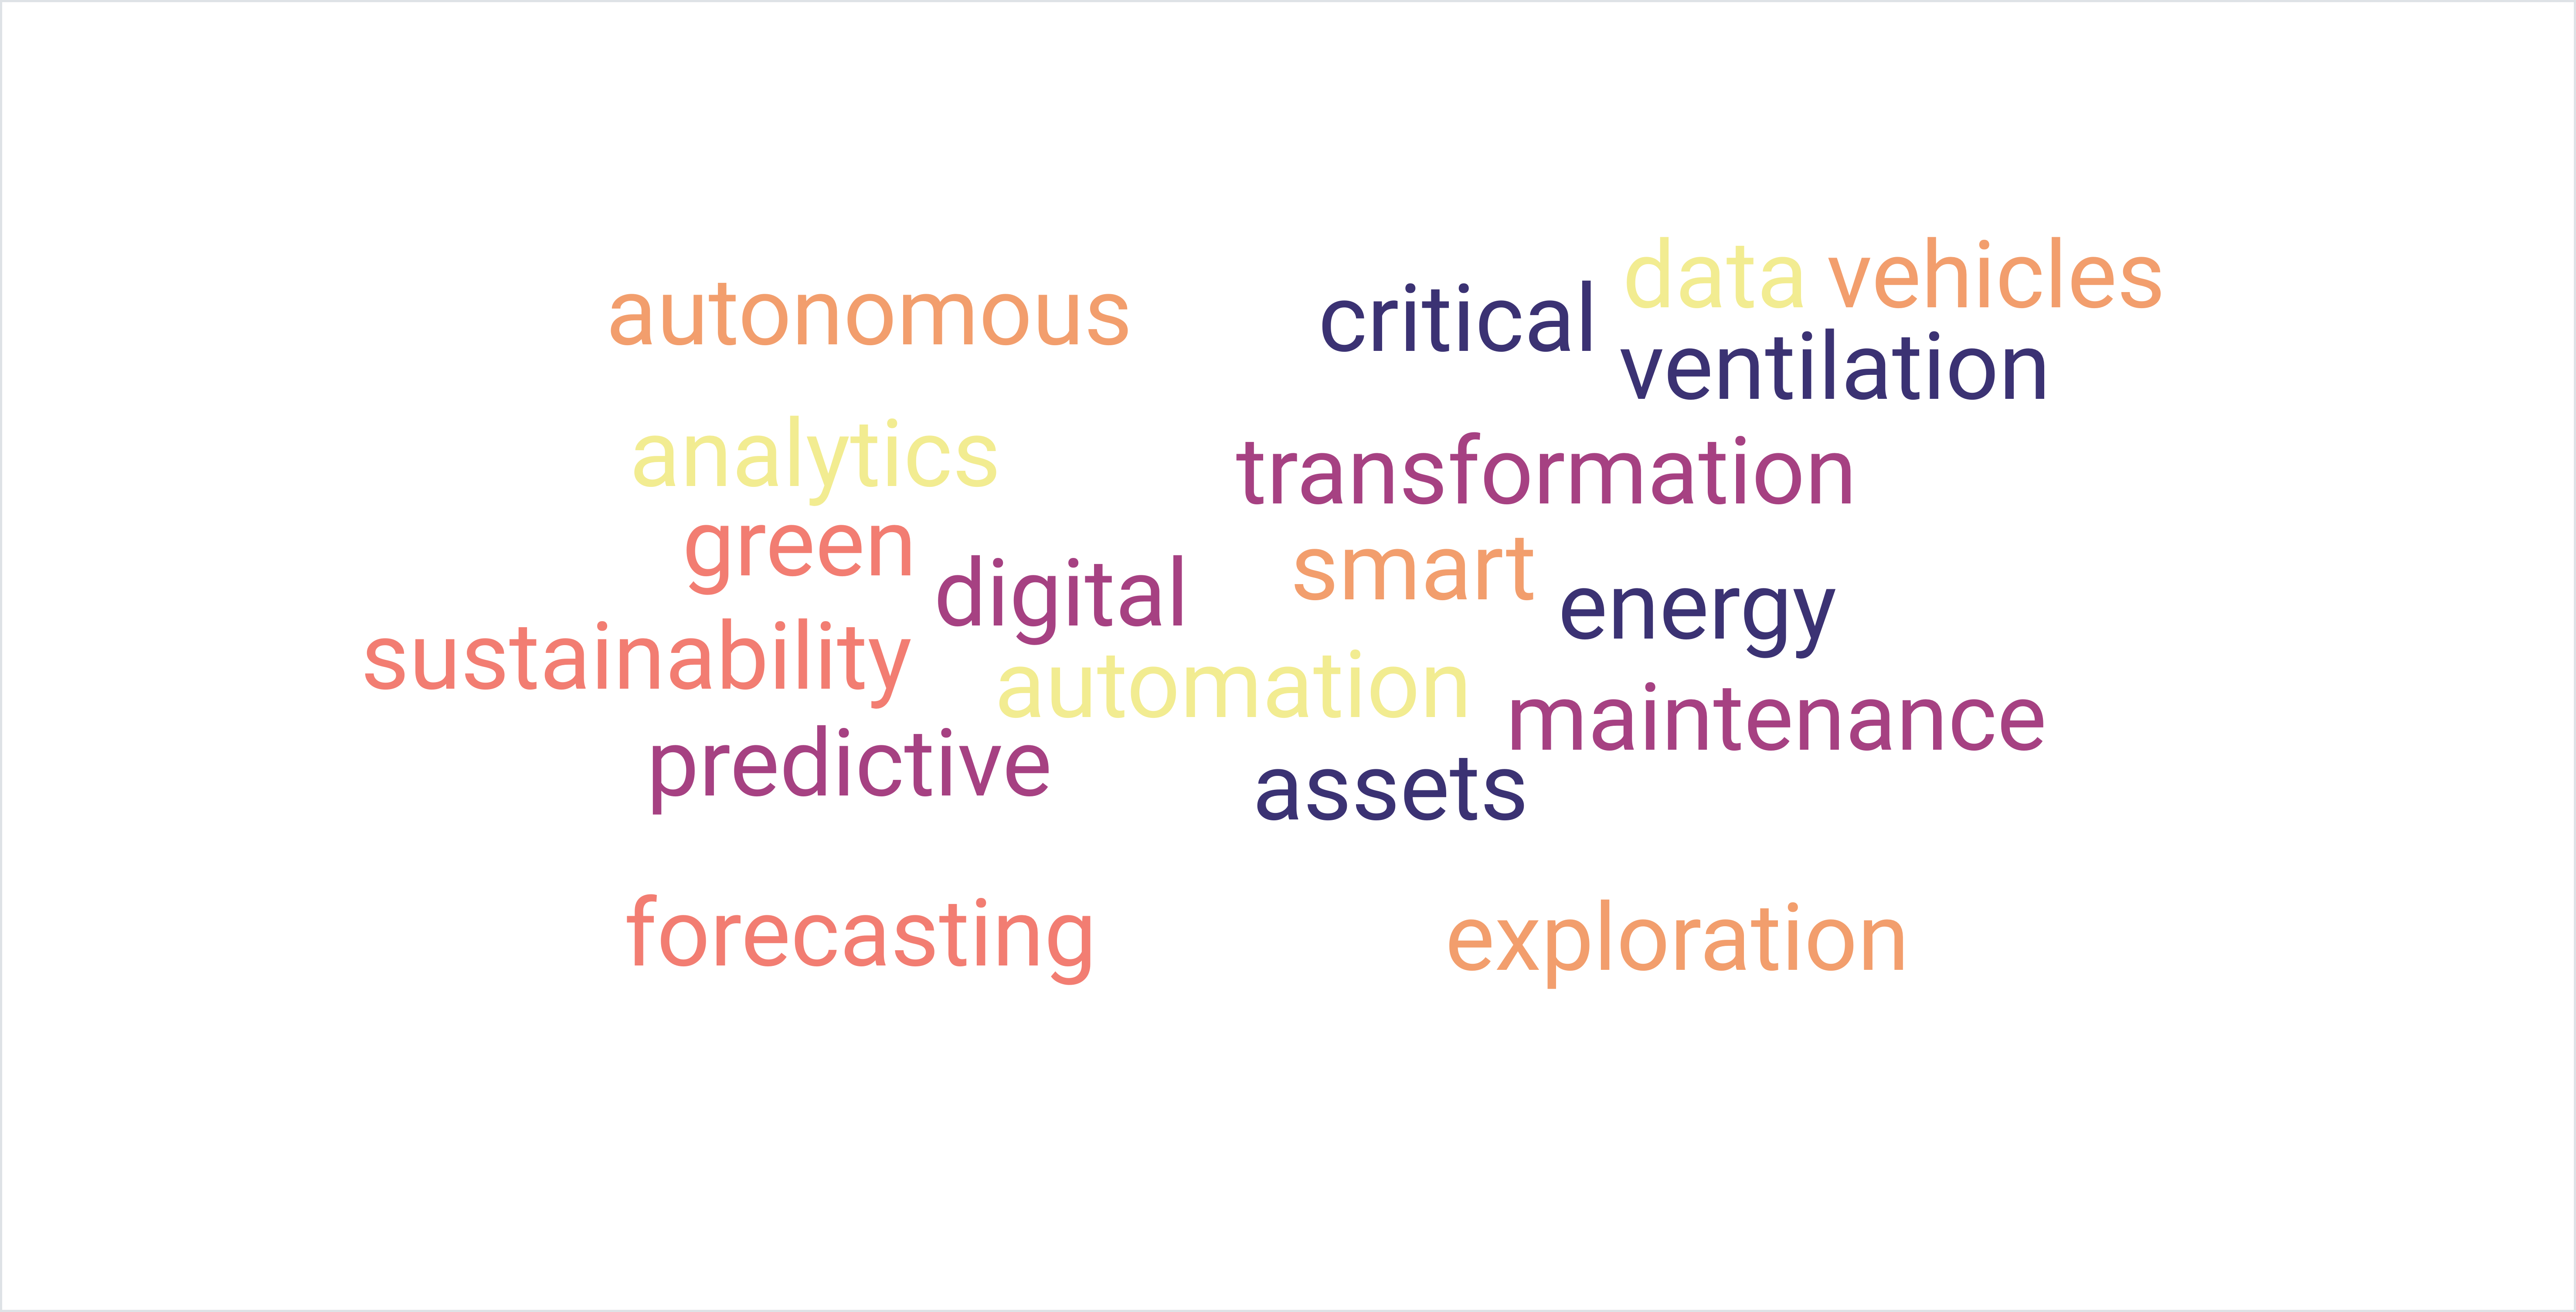 data vehicles
autonomous
critical
ventilation
analytics
transformation
green
smart
digital
energy
sustainability
automation
maintenance
predictive
assets
forecasting
exploration